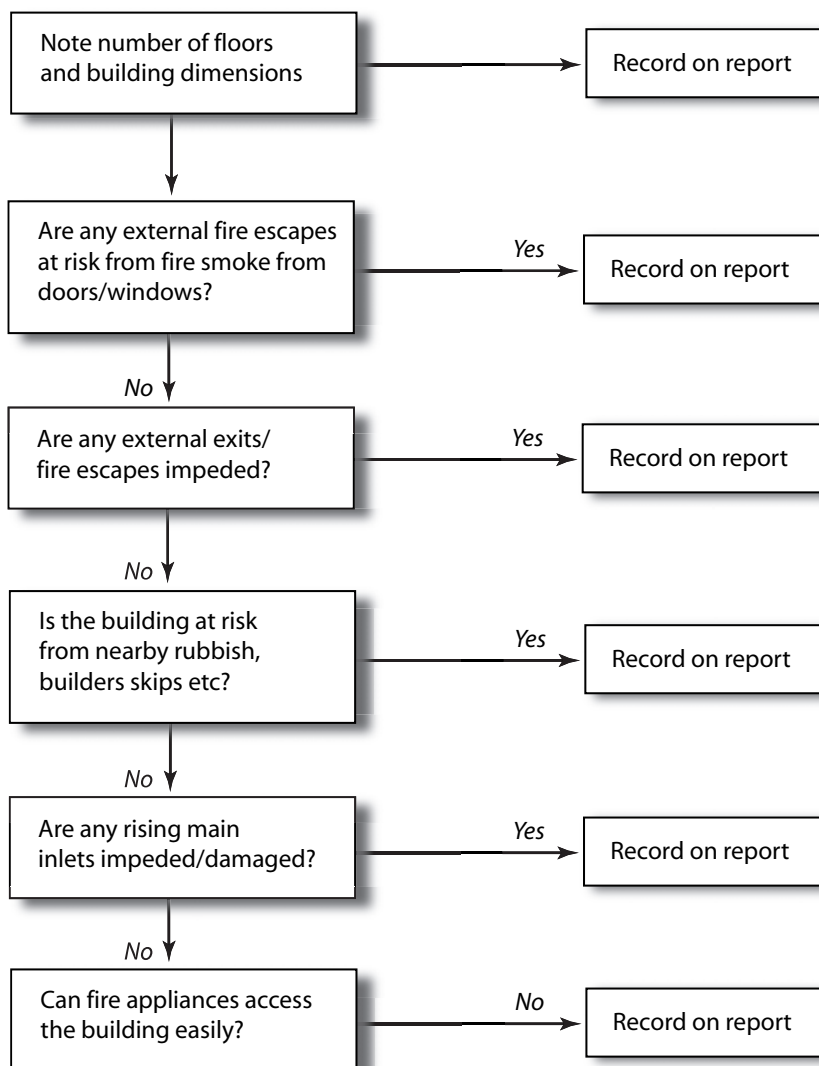 Note number of floors
and building dimensions
Record on report
Are any external fire escapes
at risk from fire smoke from
doors/windows?
Yes
Record on report
No
Are any external exits/
fire escapes impeded?
Yes
Record on report
No
Is the building at risk
from nearby rubbish,
builders skips etc?
Yes
Record on report
No
Are any rising main
inlets impeded/damaged?
Yes
Record on report
No
Can fire appliances access
the building easily?
No
Record on report